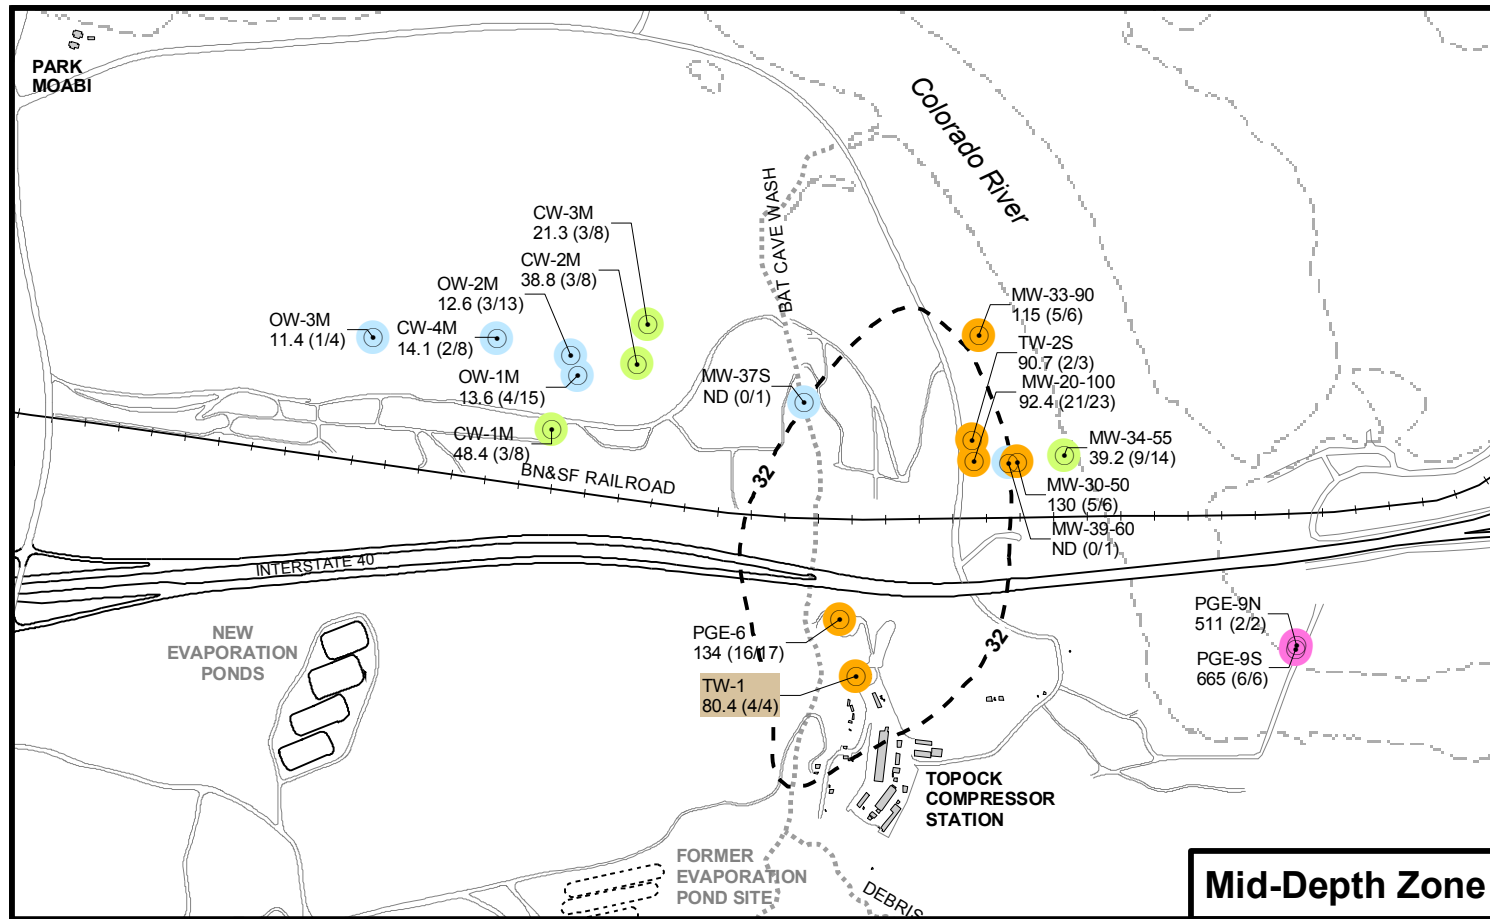 PARK
MOABI
Colorado River
BAT CAVE WASH
CW-3M
21.3 (3/8)
CW-2M
38.8 (3/8)
OW-2M
12.6 (3/13)
OW-3M
11.4 (1/4)
CW-4M
14.1 (2/8)
OW-1M
13.6 (4/15)
CW-1M
48.4 (3/8)
MW-37S
ND (0/1)
MW-33-90
115 (5/6)
TW-2S
90.7 (2/3)
MW-20-100
92.4 (21/23)
MW-34-55
39.2 (9/14)
MW-30-50
130 (5/6)
MW-39-60
ND (0/1)
32
BN&SF RAILROAD
INTERSTATE 40
NEW
EVAPORATION
PONDS
PGE-6
134 (16/17)
TW-1
80.4 (4/4)
32
PGE-9N
511 (2/2)
PGE-9S
665 (6/6)
TOPOCK
COMPRESSOR
STATION
FORMER
EVAPORATION
POND SITE
DEBRIS
Mid-Depth Zone